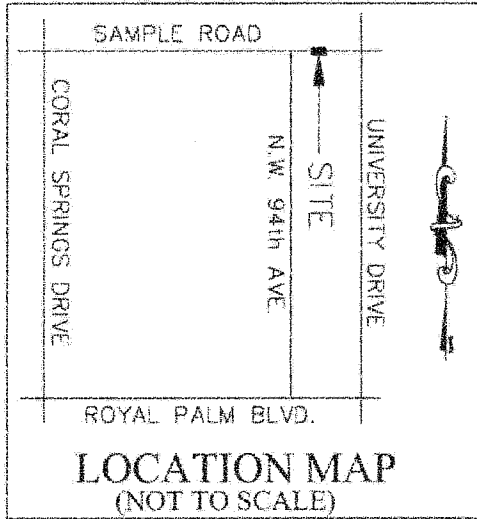 SAMPLE ROAD
CORAL SPRINGS DRIVE
N.W. 94th AVE
SITE
UNIVERSITY DRIVE
ROYAL PALM BLVD.
LOCATION MAP
(NOT TO SCALE)